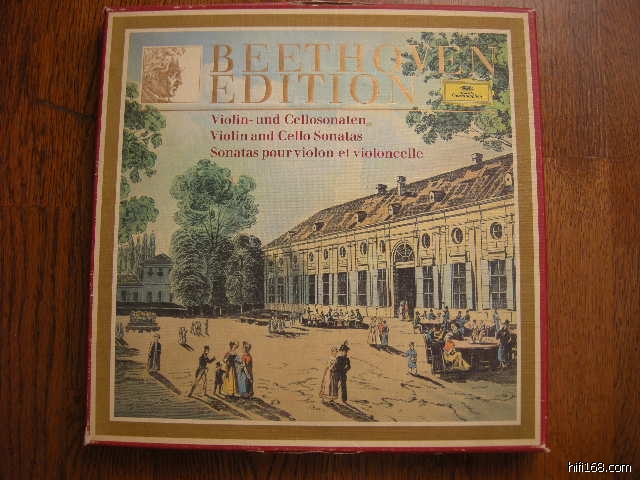 BEETHOVEN
EDITION
Violin- und Cellosonaten
Violin and Cello Sonatas
Sonatas pour violon et violoncelle
hifi168.com